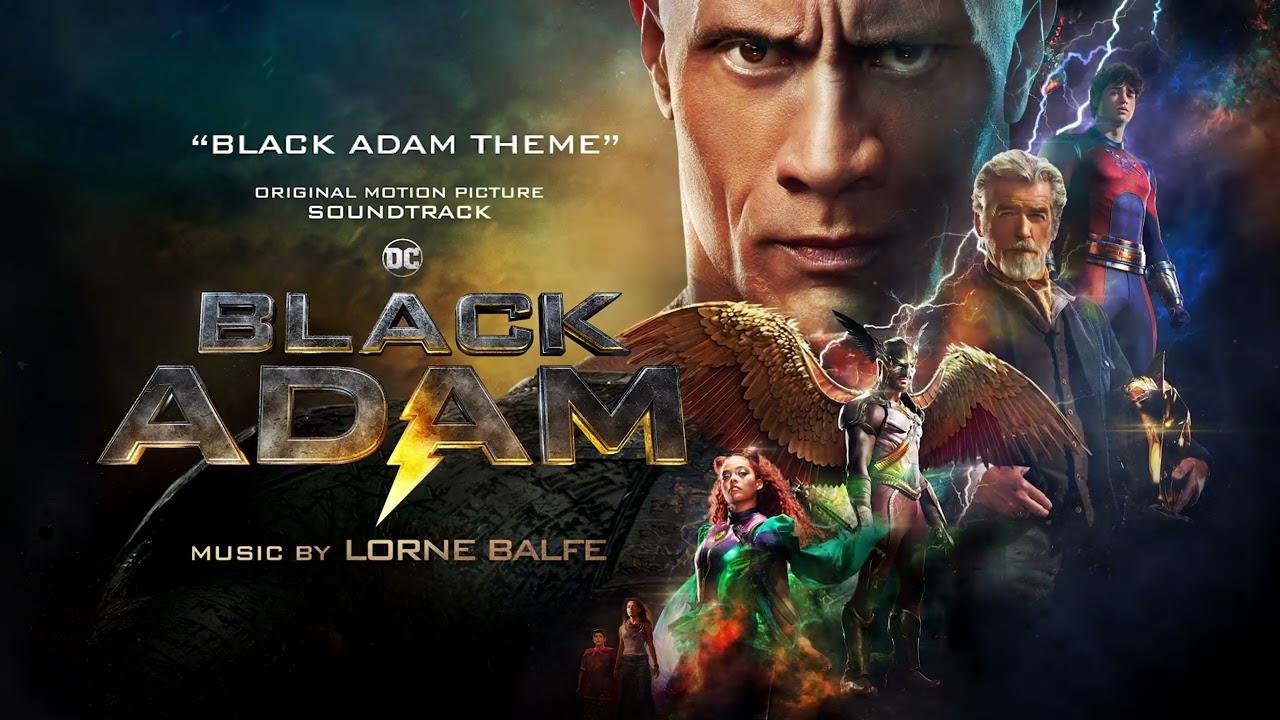 “BLACK ADAM THEME”
ORIGINAL MOTION PICTURE
SOUNDTRACK
DC
BLACK
ADAM
MUSIC BY LORNE BALFE